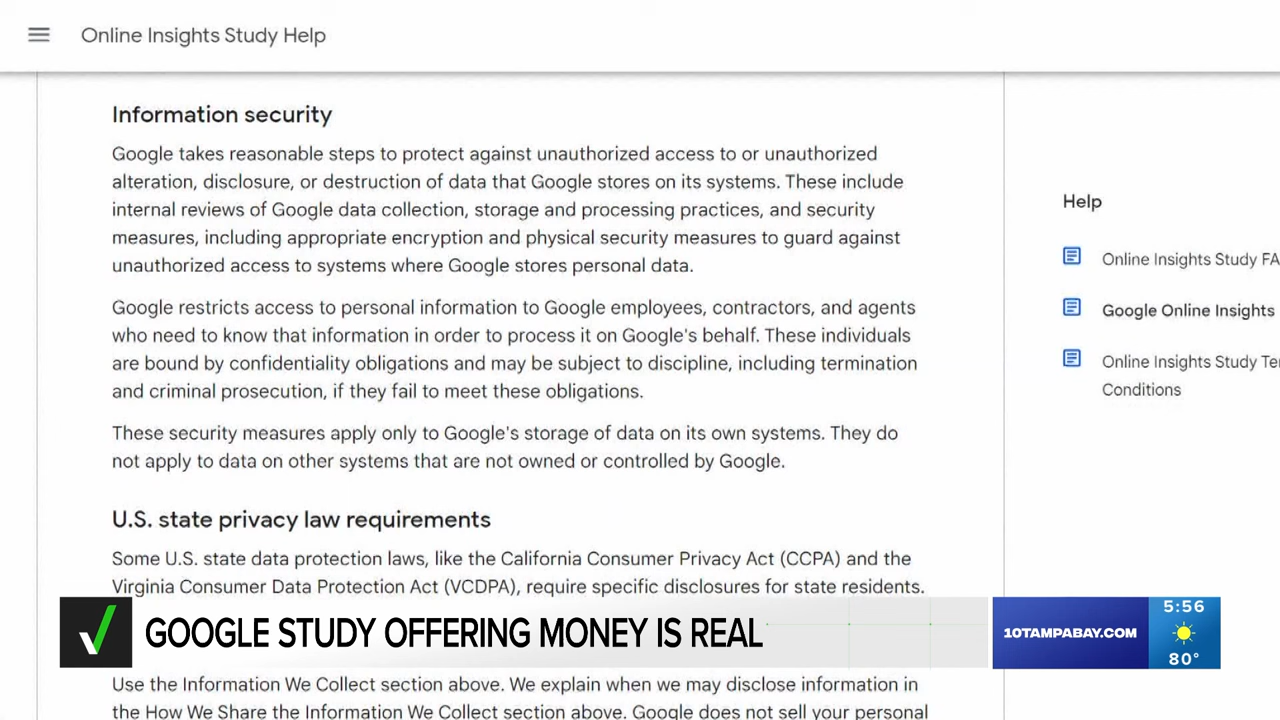 Online Insights Study Help
Information security
Google takes reasonable steps to protect against unauthorized access to or unauthorized
alteration, disclosure, or destruction of data that Google stores on its systems. These include
internal reviews of Google data collection, storage and processing practices, and security
measures, including appropriate encryption and physical security measures to guard against
unauthorized access to systems where Google stores personal data.
Google restricts access to personal information to Google employees, contractors, and agents
who need to know that information in order to process it on Google's behalf. These individuals
are bound by confidentiality obligations and may be subject to discipline, including termination
and criminal prosecution, if they fail to meet these obligations.
These security measures apply only to Google's storage of data on its own systems. They do
not apply to data on other systems that are not owned or controlled by Google.
U.S. state privacy law requirements
Some U.S. state data protection laws, like the California Consumer Privacy Act (CCPA) and the
Virginia Consumer Data Protection Act (VCDPA), require specific disclosures for state residents.
Use the Information We Collect section above. We explain when we may disclose information in
the How We Share the Information We Collect section above. Google does not sell your personal
Help
Online Insights Study FA
Google Online Insights
Online Insights Study Te
Conditions
GOOGLE STUDY OFFERING MONEY IS REAL
10TAMPABAY.COM
5:56
80°